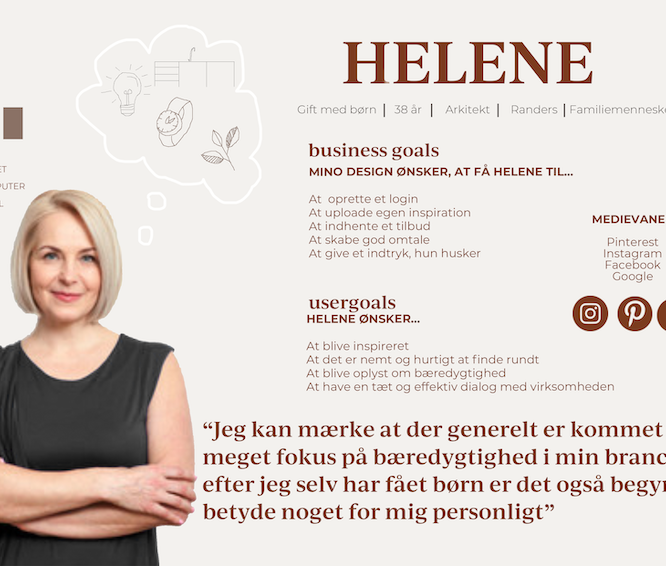 HELENE
Gift med børn | 38 år | Arkitekt | Randers | Familiemenneske
business goals
MINO DESIGN ØNSKER, AT FÅ HELENE TIL...
At oprette et login
At uploade egen inspiration
At indhente et tilbud
At skabe god omtale
At give et indtryk, hun husker
MEDIEVANE
Pinterest
Instagram
Facebook
Google
usergoals
HELENE ØNSKER...
At blive inspireret
At det er nemt og hurtigt at finde rundt
At blive oplyst om bæredygtighed
At have en tæt og effektiv dialog med virksomheden
“Jeg kan mærke at der generelt er kommet
meget fokus på bæredygtighed i min branc
efter jeg selv har fået børn er det også begyn
betyde noget for mig personligt”